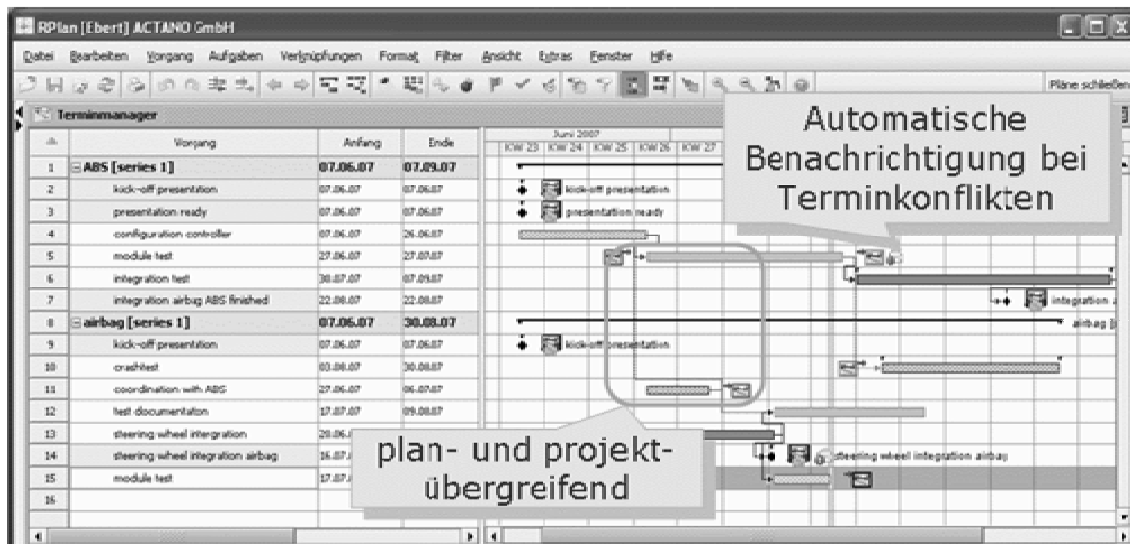 RPlan [Ebert] ACTANO GmbH
Datei Bearbeiten Vorgang Aufgaben Verknüpfungen Format Filter Ansicht Extras Fenster Hilfe
Pläne schließen
Terminmanager
Vorgang Anfang Ende
Juni 2007
KW 23 KW 24 KW 25 KW 26 KW 27
Automatische
Benachrichtigung bei
Terminkonflikten
1 ABS [series 1] 07.06.07 07.09.07
2 kick-off presentation 07.06.07 07.06.07 kick-off presentation
3 presentation ready 07.06.07 07.06.07 presentation ready
4 configuration controller 07.06.07 26.06.07
5 module test 27.06.07 27.07.07
6 integration test 30.07.07 07.09.07
7 integration airbag ABS finished 22.08.07 22.08.07 integration a
8 airbag [series 1] 07.06.07 30.08.07 airbag [s
9 kick-off presentation 07.06.07 07.06.07 kick-off presentation
10 crashtest 03.08.07 30.08.07
11 coordination with ABS 27.06.07 06.07.07
12 test documentation 17.07.07 09.08.07
13 steering wheel intergration 28.06.
14 steering wheel integration airbag 16.07. steering wheel integration airbag
15 module test 17.07.
16
plan- und projekt-
übergreifend